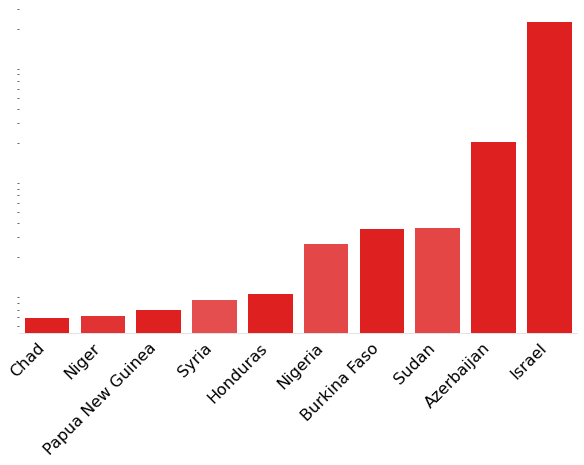 Chad
Niger
Papua New Guinea
Syria
Honduras
Nigeria
Burkina Faso
Sudan
Azerbaijan
Israel